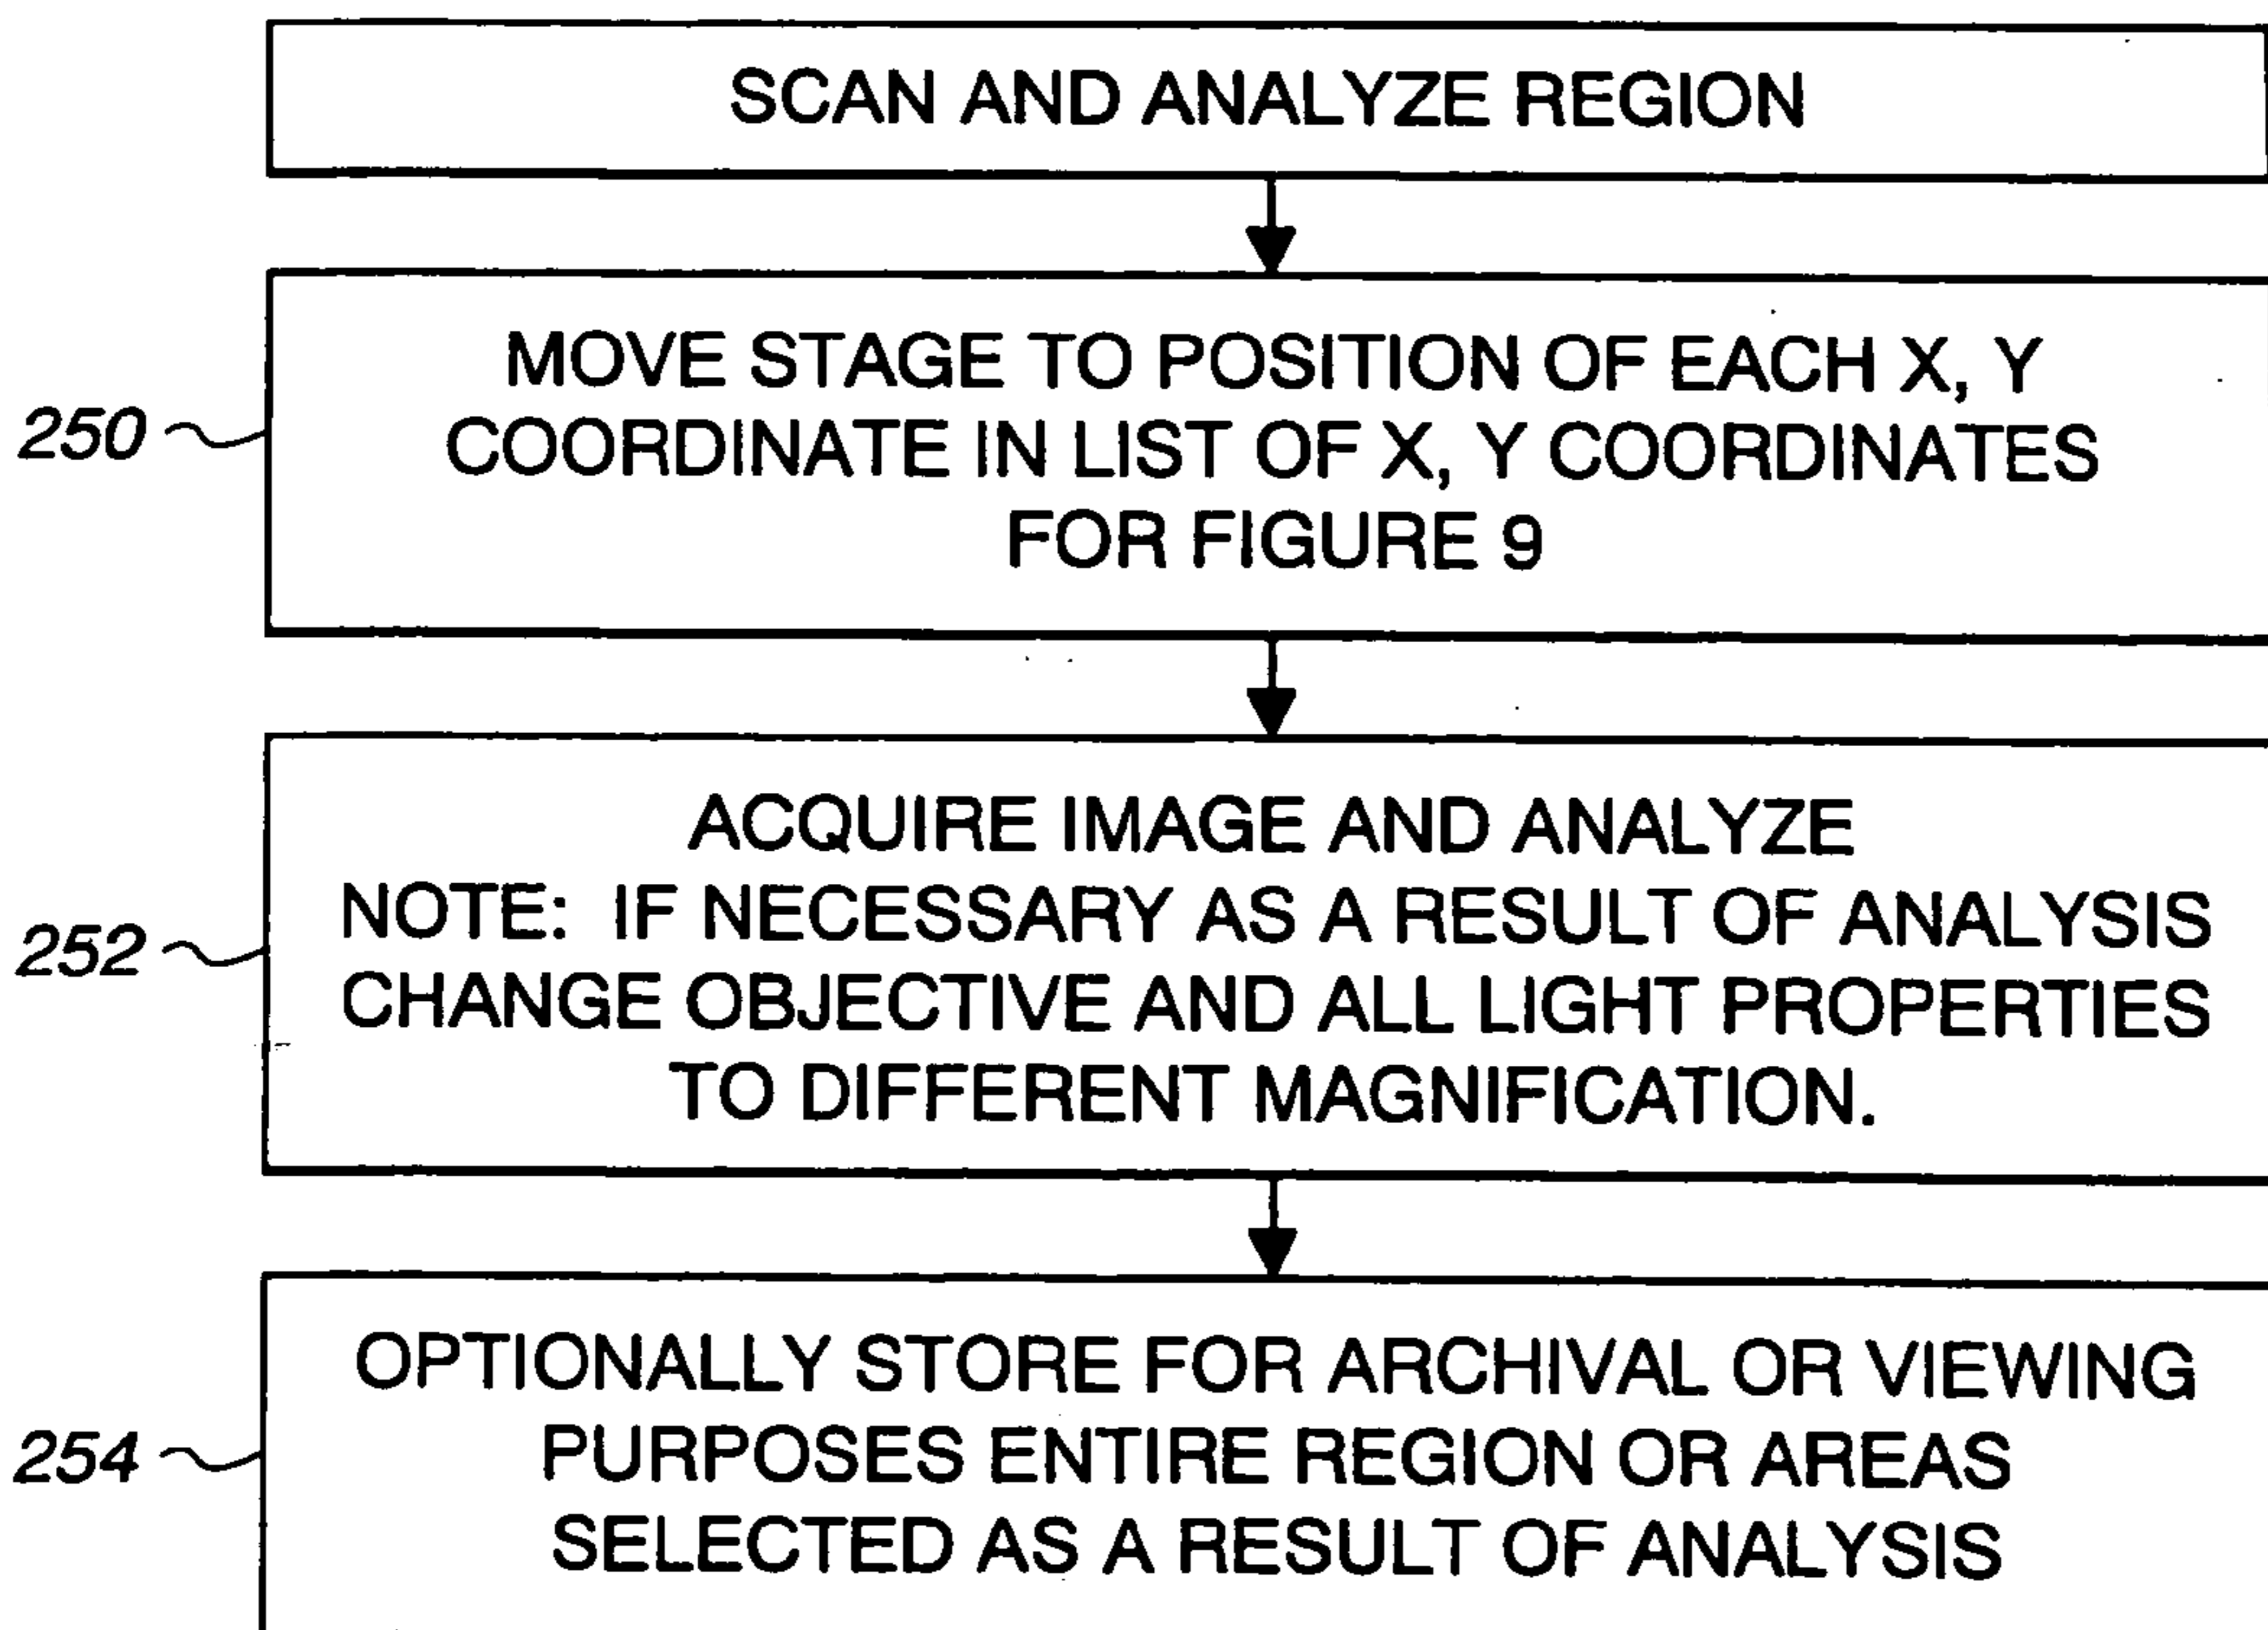 SCAN AND ANALYZE REGION
MOVE STAGE TO POSITION OF EACH X, Y
COORDINATE IN LIST OF X, Y COORDINATES
FOR FIGURE 9
250
ACQUIRE IMAGE AND ANALYZE
NOTE: IF NECESSARY AS A RESULT OF ANALYSIS
CHANGE OBJECTIVE AND ALL LIGHT PROPERTIES
TO DIFFERENT MAGNIFICATION.
252
OPTIONALLY STORE FOR ARCHIVAL OR VIEWING
PURPOSES ENTIRE REGION OR AREAS
SELECTED AS A RESULT OF ANALYSIS
254